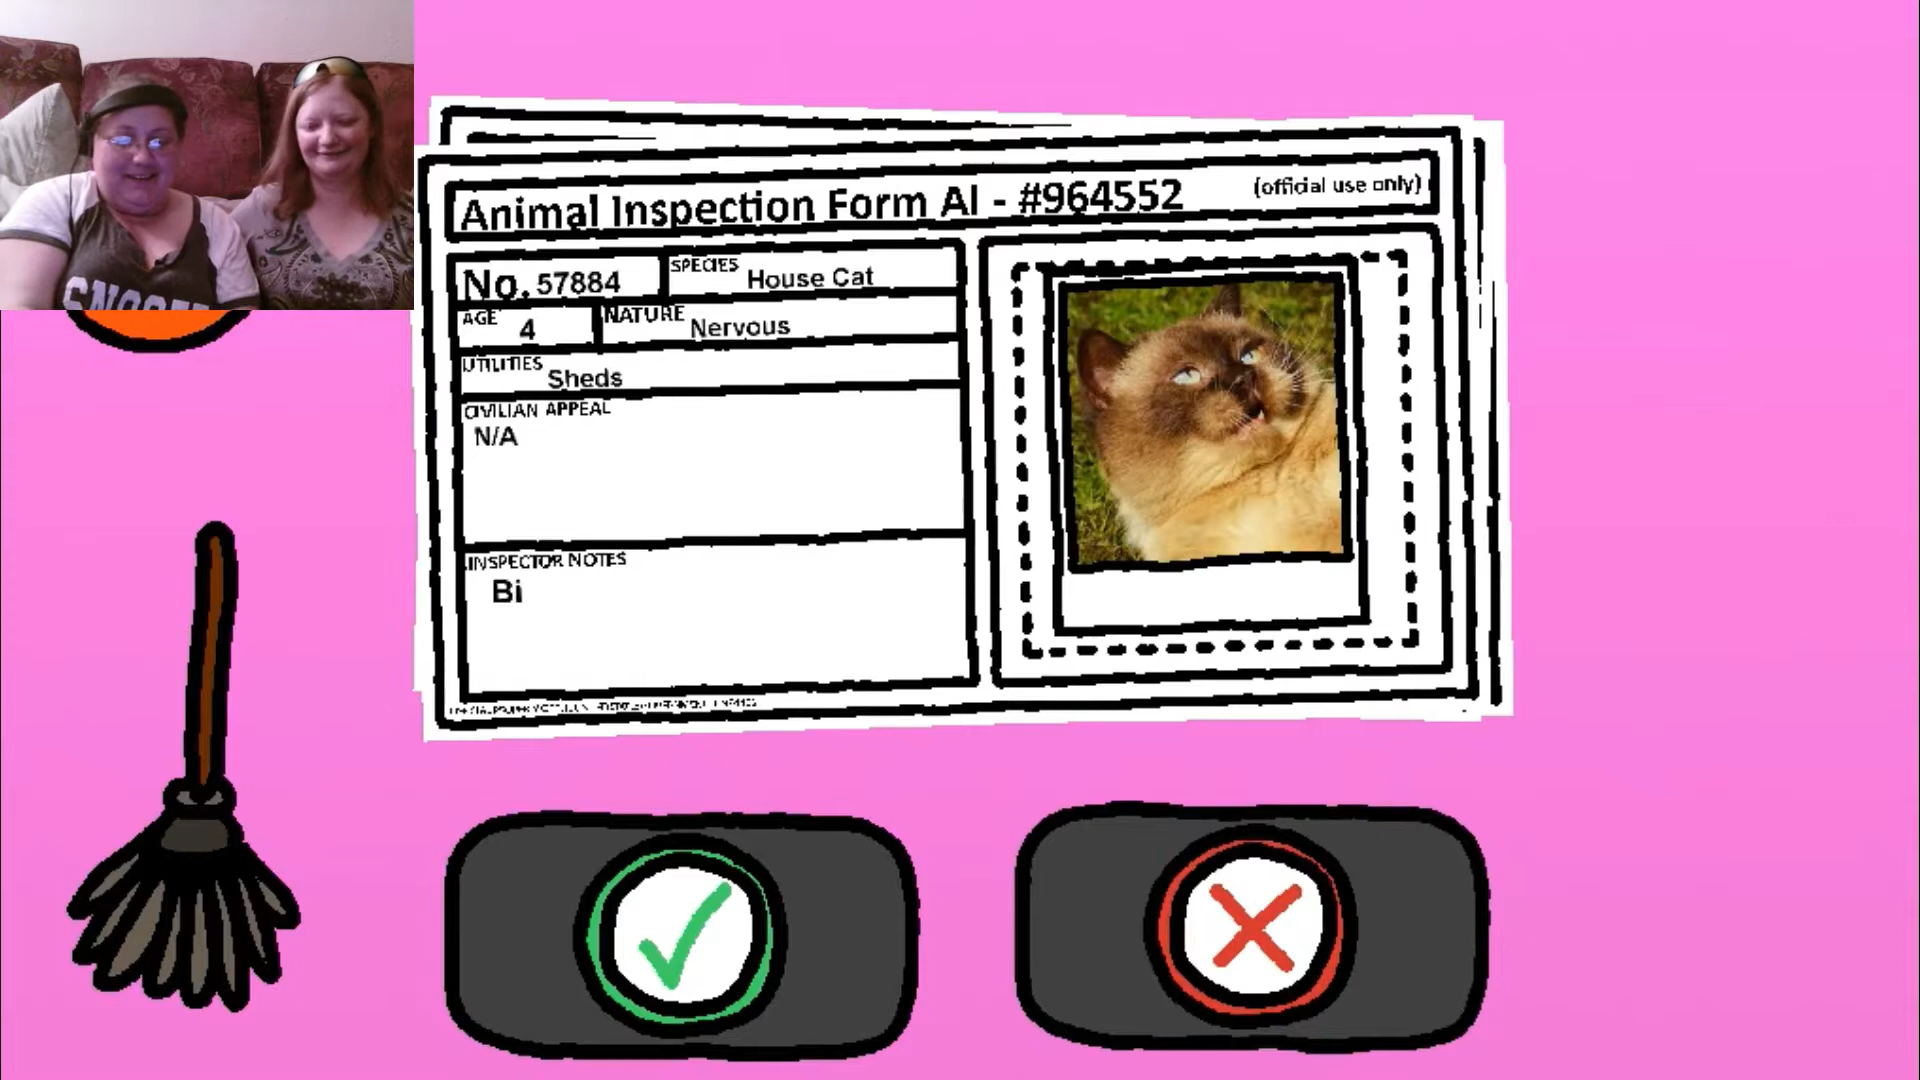 Animal Inspection Form AI - #964552
(official use only)
No. 57884
SPECIES House Cat
AGE 4
NATURE Nervous
UTILITIES Sheds
CIVILIAN APPEAL
N/A
INSPECTOR NOTES
Bi